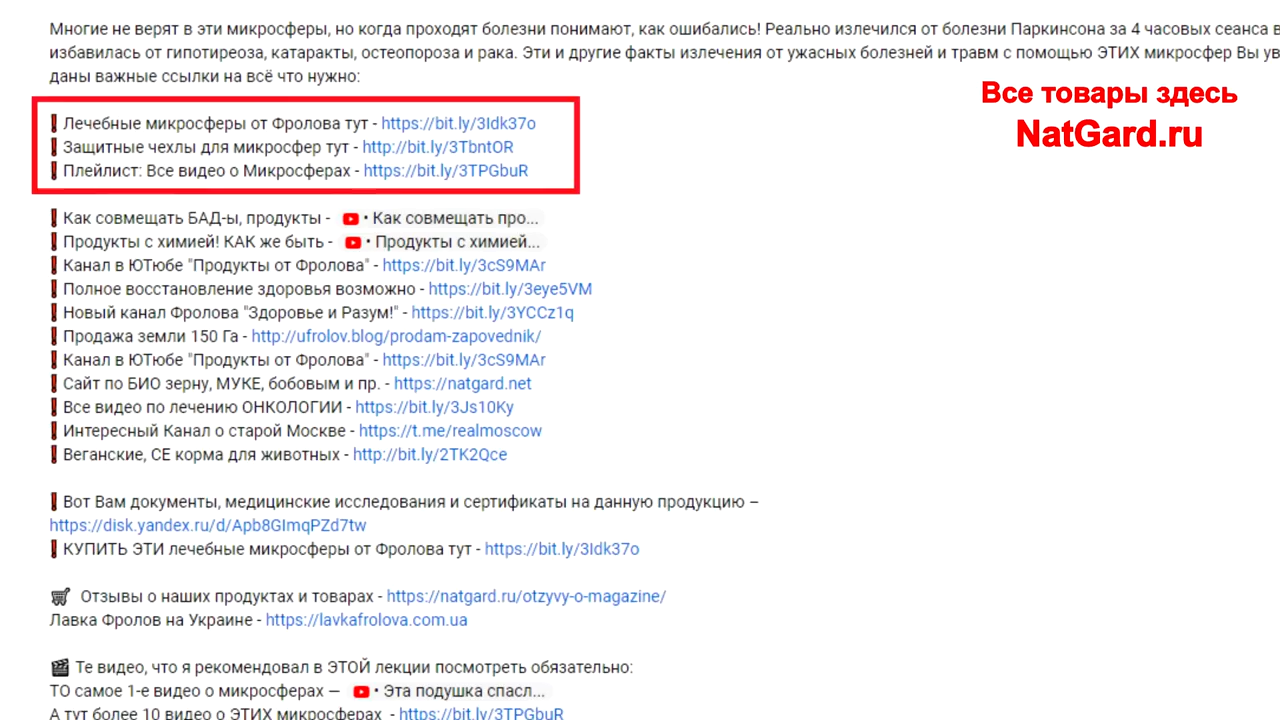 Многие не верят в эти микросферы, но когда проходят болезни понимают, как ошибались! Реально излечился от болезни Паркинсона за 4 часовых сеанса в
избавилась от гипотиреоза, катаракты, остеопороза и рака. Эти и другие факты излечения от ужасных болезней и травм с помощью ЭТИХ микросфер Вы ув
даны важные ссылки на всё что нужно:
Все товары здесь
NatGard.ru
❗Лечебные микросферы от Фролова тут - https://bit.ly/3Idk37o
❗Защитные чехлы для микросфер тут - http://bit.ly/3TbntOR
❗Плейлист: Все видео о Микросферах - https://bit.ly/3TPGbuR
❗Как совмещать БАД-ы, продукты - • Как совмещать про...
❗Продукты с химией! КАК же быть - • Продукты с химией...
❗Канал в ЮТюбе "Продукты от Фролова" - https://bit.ly/3cS9MAr
❗Полное восстановление здоровья возможно - https://bit.ly/3eye5VM
❗Новый канал Фролова "Здоровье и Разум!" - https://bit.ly/3YCCz1q
❗Продажа земли 150 Га - http://ufrolov.blog/prodam-zapovednik/
❗Канал в ЮТюбе "Продукты от Фролова" - https://bit.ly/3cS9MAr
❗Сайт по БИО зерну, МУКЕ, бобовым и пр. - https://natgard.net
❗Все видео по лечению ОНКОЛОГИИ - https://bit.ly/3Js10Ky
❗Интересный Канал о старой Москве - https://t.me/realmoscow
❗Веганские, СЕ корма для животных - http://bit.ly/2TK2Qce
❗Вот Вам документы, медицинские исследования и сертификаты на данную продукцию –
https://disk.yandex.ru/d/Apb8GImqPZd7tw
❗КУПИТЬ ЭТИ лечебные микросферы от Фролова тут - https://bit.ly/3Idk37o
🛒 Отзывы о наших продуктах и товарах - https://natgard.ru/otzyvy-o-magazine/
Лавка Фролов на Украине - https://lavkafrolova.com.ua
🎬 Те видео, что я рекомендовал в ЭТОЙ лекции посмотреть обязательно:
ТО самое 1-е видео о микросферах — • Эта подушка спасл...
А тут более 10 видео о ЭТИХ микросферах - https://bit.ly/3TPGbuR